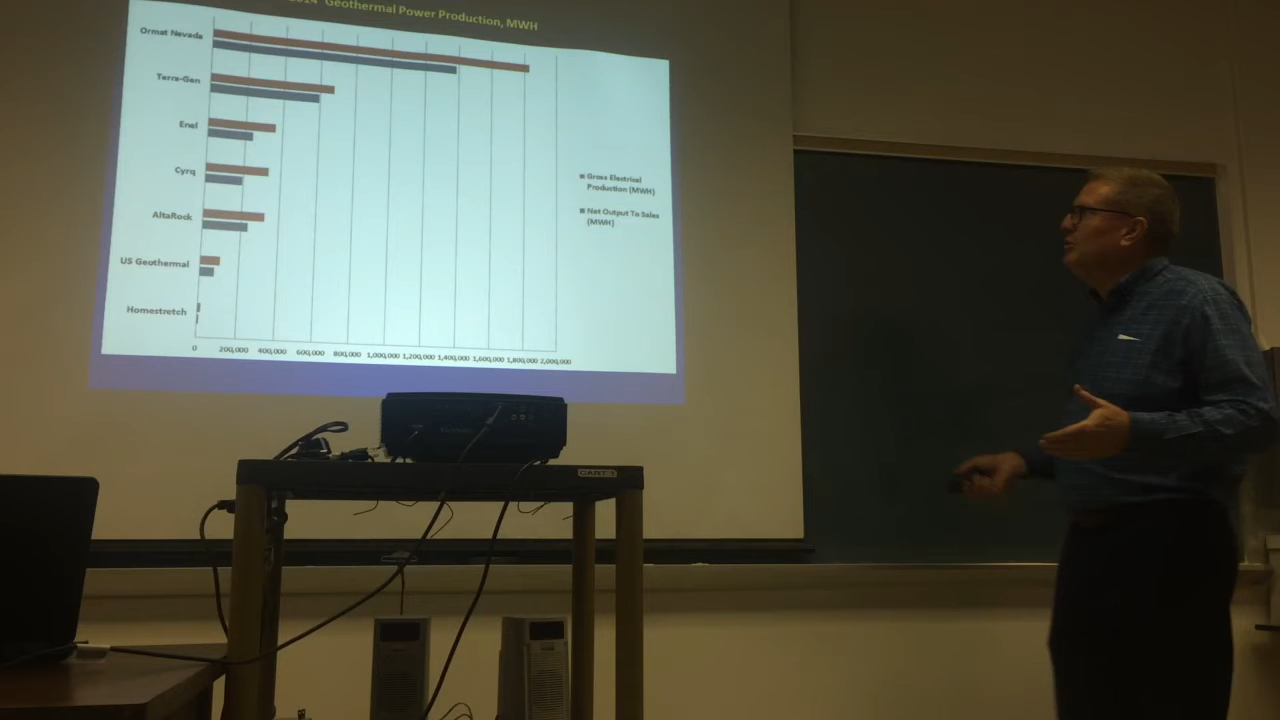 2014 Geothermal Power Production, MWH
Ormat Nevada
Terra-Gen
Enel
Cyrq
AltaRock
US Geothermal
Homestretch
Gross Electrical
Production (MWH)
Net Output To Sales
(MWH)
0 200,000 400,000 600,000 800,000 1,000,000 1,200,000 1,400,000 1,600,000 1,800,000 2,000,000